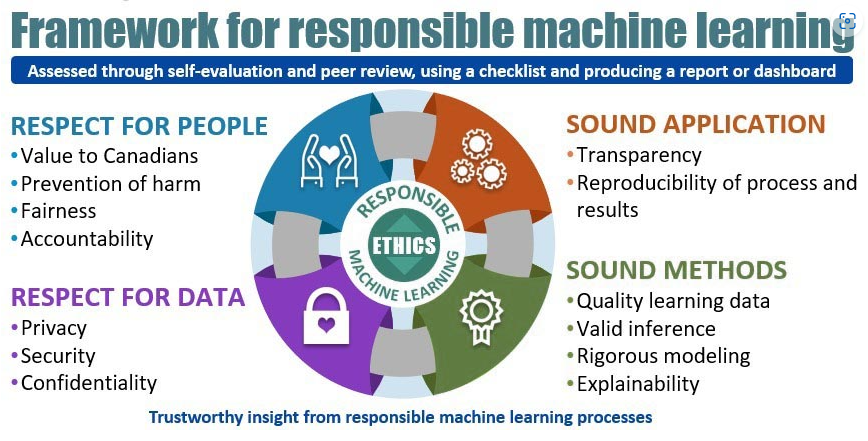 Framework for responsible machine learning
Assessed through self-evaluation and peer review, using a checklist and producing a report or dashboard
RESPECT FOR PEOPLE
•Value to Canadians
•Prevention of harm
•Fairness
•Accountability
RESPECT FOR DATA
•Privacy
•Security
•Confidentiality
RESPONSIBLE
ETHICS
MACHINE LEARNING
SOUND APPLICATION
•Transparency
•Reproducibility of process and
results
SOUND METHODS
•Quality learning data
•Valid inference
•Rigorous modeling
•Explainability
Trustworthy insight from responsible machine learning processes